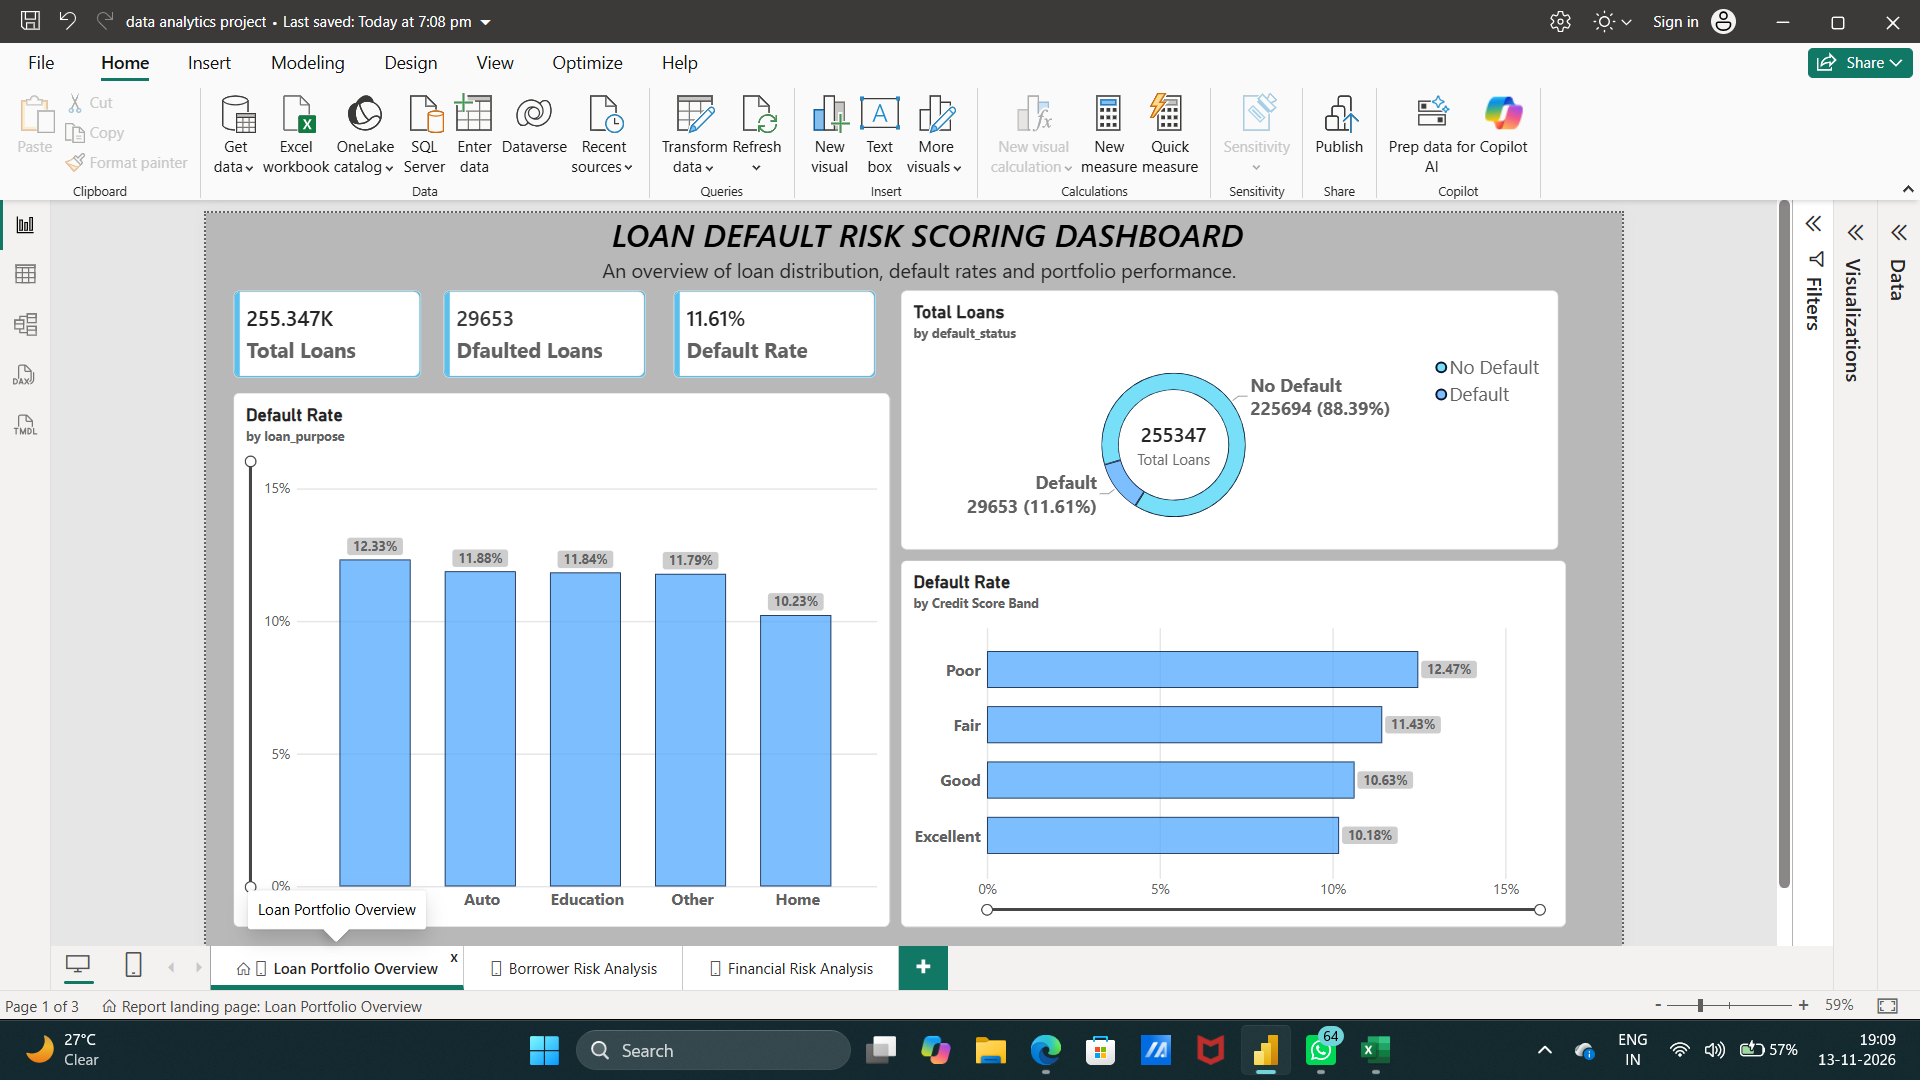 data analytics project • Last saved: Today at 7:08 pm
Sign in
File Home Insert Modeling Design View Optimize Help
Share
Paste
Cut
Copy
Format painter
Clipboard
Get data
Excel workbook
OneLake catalog
SQL Server
Enter data
Dataverse
Recent sources
Data
Transform data
Refresh
Queries
New visual
Text box
More visuals
Insert
New visual calculation
New measure
Quick measure
Calculations
Sensitivity
Sensitivity
Publish
Share
Prep data for AI
Copilot
Copilot
DAX
TMDL
LOAN DEFAULT RISK SCORING DASHBOARD
An overview of loan distribution, default rates and portfolio performance.
255.347K
Total Loans
29653
Dfaulted Loans
11.61%
Default Rate
Default Rate
by loan_purpose
15%
10%
5%
0%
12.33%
11.88%
11.84%
11.79%
10.23%
Auto
Education
Other
Home
Loan Portfolio Overview
Total Loans
by default_status
No Default
Default
No Default
225694 (88.39%)
255347
Total Loans
Default
29653 (11.61%)
Default Rate
by Credit Score Band
Poor
12.47%
Fair
11.43%
Good
10.63%
Excellent
10.18%
0%
5%
10%
15%
Filters
Visualizations
Data
Loan Portfolio Overview
x
Borrower Risk Analysis
Financial Risk Analysis
+
Page 1 of 3
Report landing page: Loan Portfolio Overview
- + 59%
27°C
Clear
Search
64
ENG
IN
57%
19:09
13-11-2026